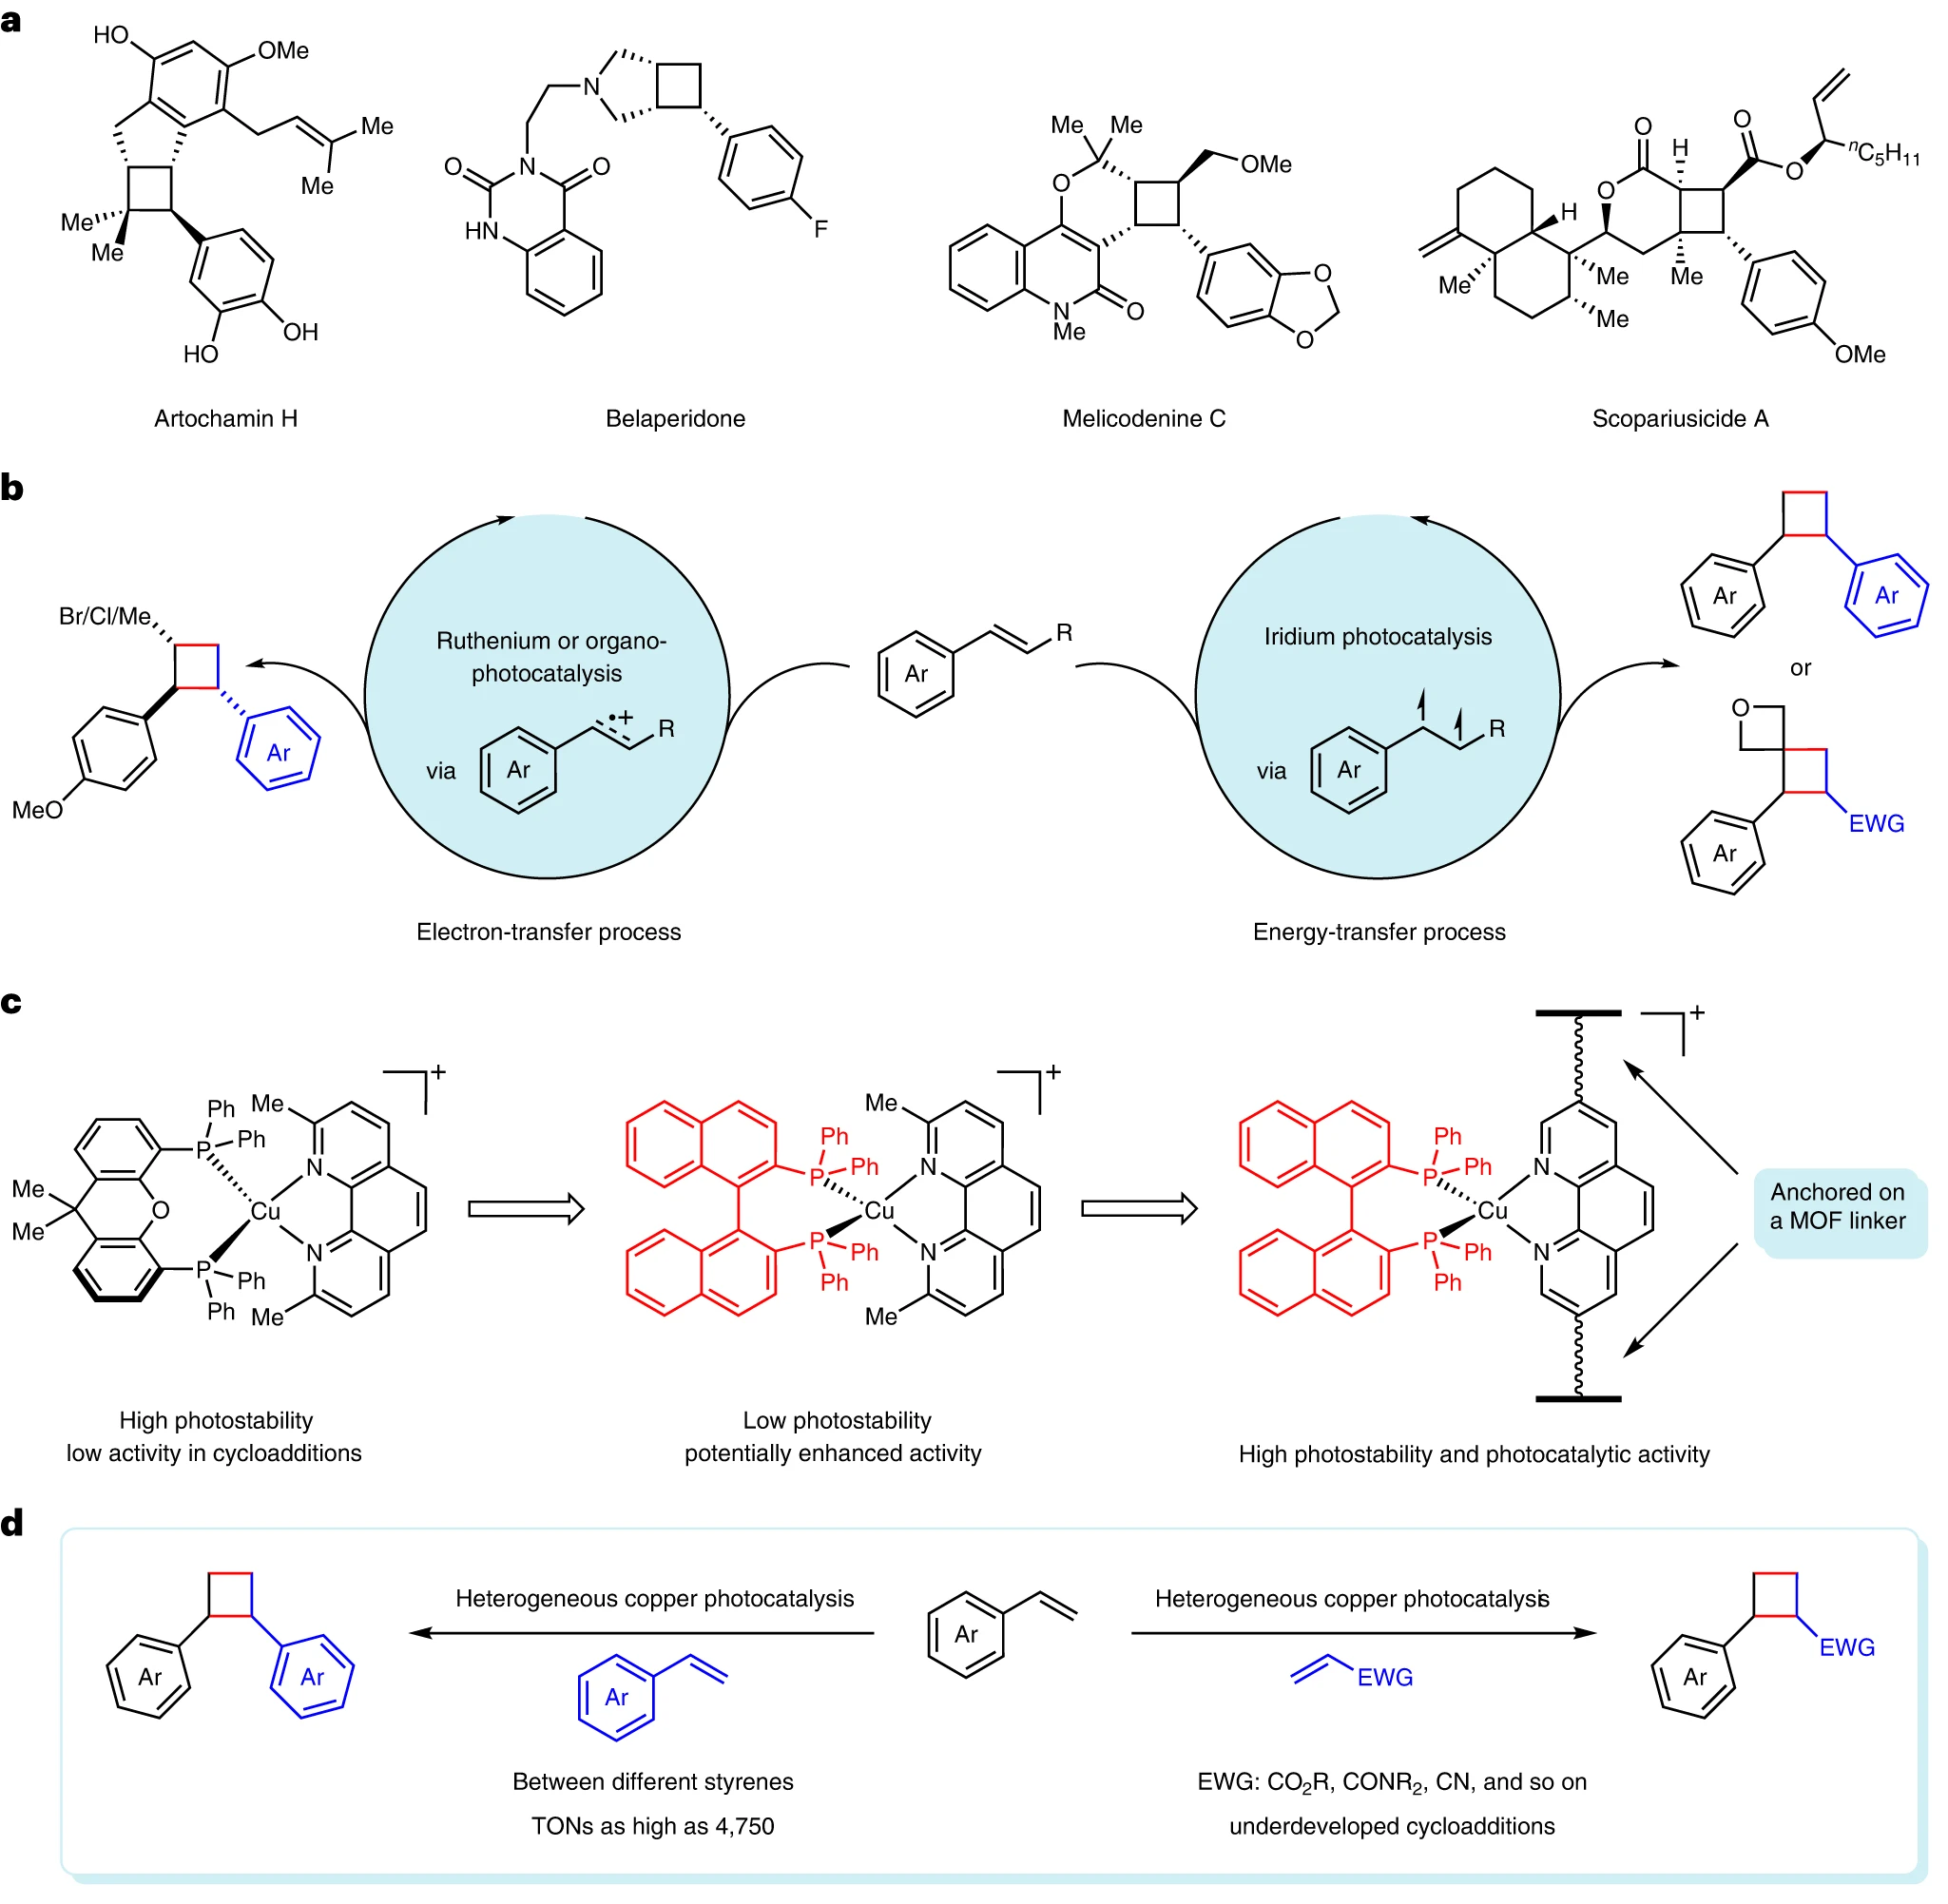 a
HO
OMe
Me
Me
Me
Me
HO
OH
Artochamin H
N
O
N
O
HN
F
Belaperidone
Me Me
OMe
O
N
Me
O
O
O
Melicodenine C
O
H
O
O
O
nC5H11
H
Me
Me
Me
Me
OMe
Scopariusicide A
b
Br/Cl/Me
MeO
Ar
Ruthenium or organo-
photocatalysis
via
Ar
•+
R
Electron-transfer process
Ar
R
Iridium photocatalysis
via
Ar
R
Energy-transfer process
Ar
Ar
or
O
Ar
EWG
c
Me
Me
O
Ph
P
Ph
P
Ph
Ph
Cu
Me
N
N
Me
+
High photostability
low activity in cycloadditions
Ph
P
Ph
P
Ph
Ph
Cu
Me
N
N
Me
+
Low photostability
potentially enhanced activity
Ph
P
Ph
P
Ph
Ph
Cu
N
N
+
Anchored on
a MOF linker
High photostability and photocatalytic activity
d
Ar
Ar
Heterogeneous copper photocatalysis
Ar
Between different styrenes
TONs as high as 4,750
Ar
Heterogeneous copper photocatalysis
EWG
EWG: CO2R, CONR2, CN, and so on
underdeveloped cycloadditions
Ar
EWG